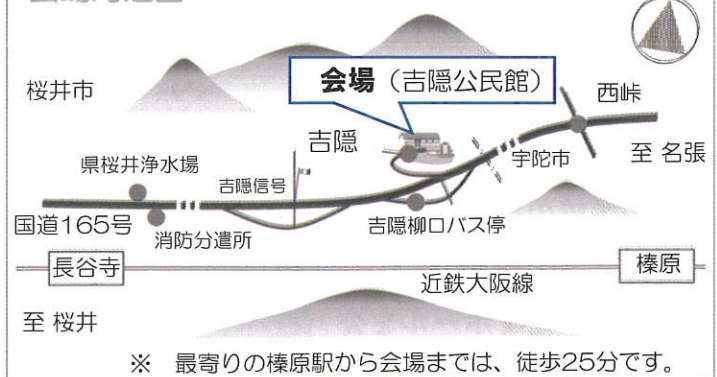 会場（吉隠公民館）
西峠
桜井市
吉隠
宇陀市
至 名張
県桜井浄水場
吉隠信号
国道165号
消防分遣所
吉隠柳口バス停
長谷寺
榛原
近鉄大阪線
至 桜井
※ 最寄りの榛原駅から会場までは、徒歩25分です。